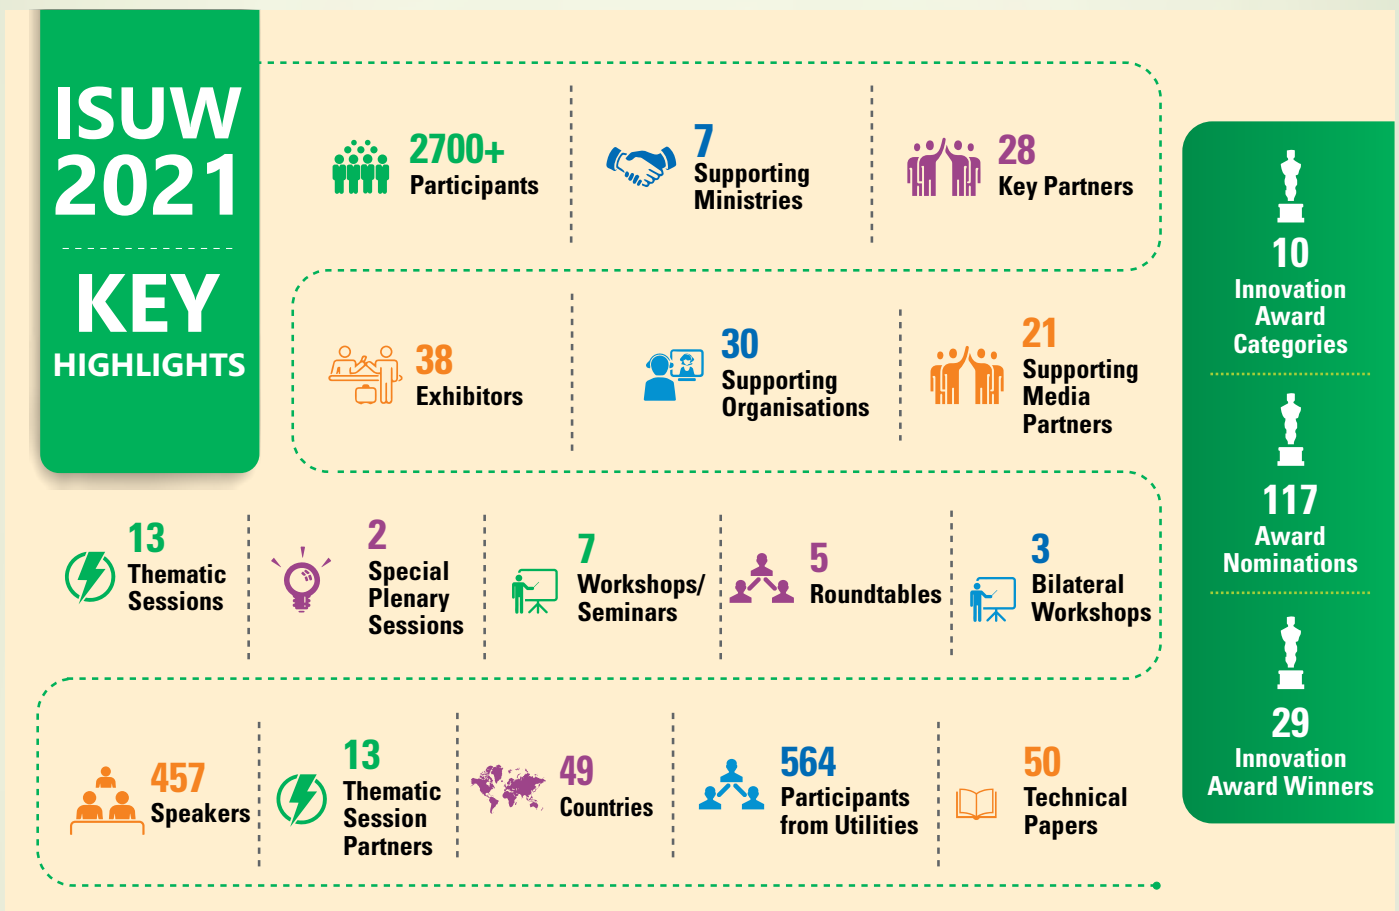 ISUW
2021
KEY
HIGHLIGHTS
2700+
Participants
7
Supporting
Ministries
28
Key Partners
38
Exhibitors
30
Supporting
Organisations
21
Supporting
Media
Partners
13
Thematic
Sessions
2
Special
Plenary
Sessions
7
Workshops/
Seminars
5
Roundtables
3
Bilateral
Workshops
457
Speakers
13
Thematic
Session
Partners
49
Countries
564
Participants
from Utilities
50
Technical
Papers
10
Innovation
Award
Categories
117
Award
Nominations
29
Innovation
Award Winners